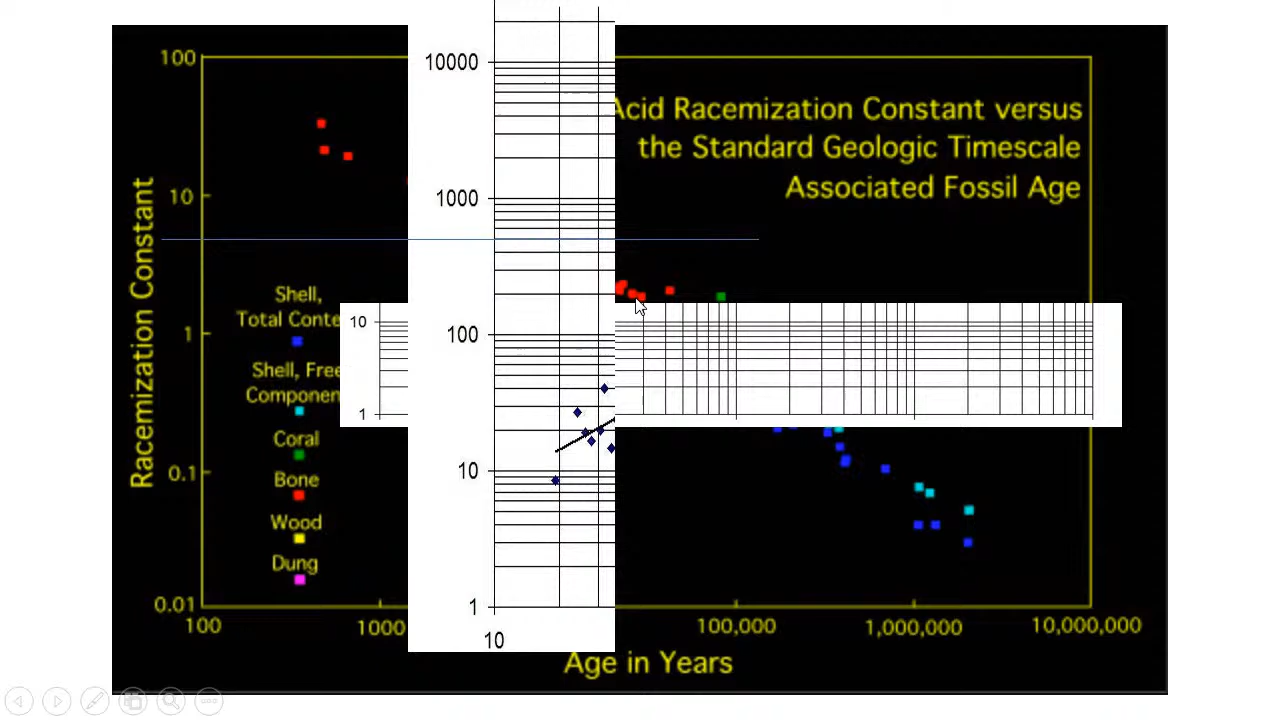 100
10
1
0.1
0.01
100
1000
100,000
1,000,000
10,000,000
Racemization Constant
Age in Years
Acid Racemization Constant versus
the Standard Geologic Timescale
Associated Fossil Age
Shell,
Total Conte
Shell, Free
Componen
Coral
Bone
Wood
Dung
10000
1000
100
10
1
10
10
1